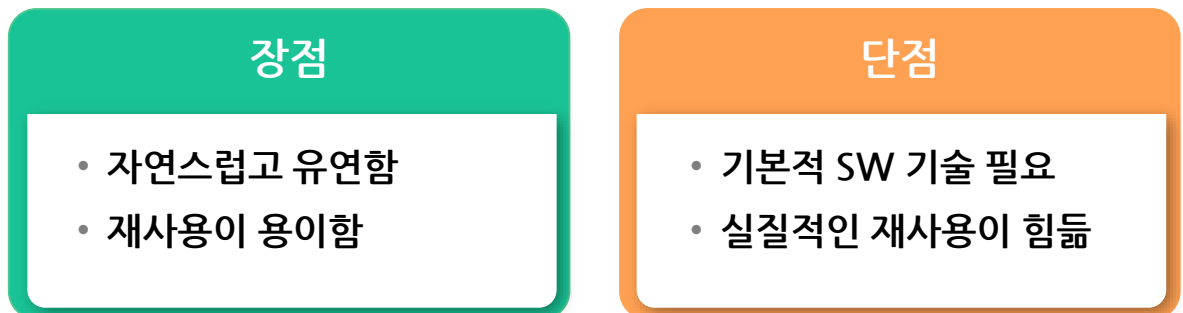 장점
• 자연스럽고 유연함
• 재사용이 용이함
단점
• 기본적 SW 기술 필요
• 실질적인 재사용이 힘듦